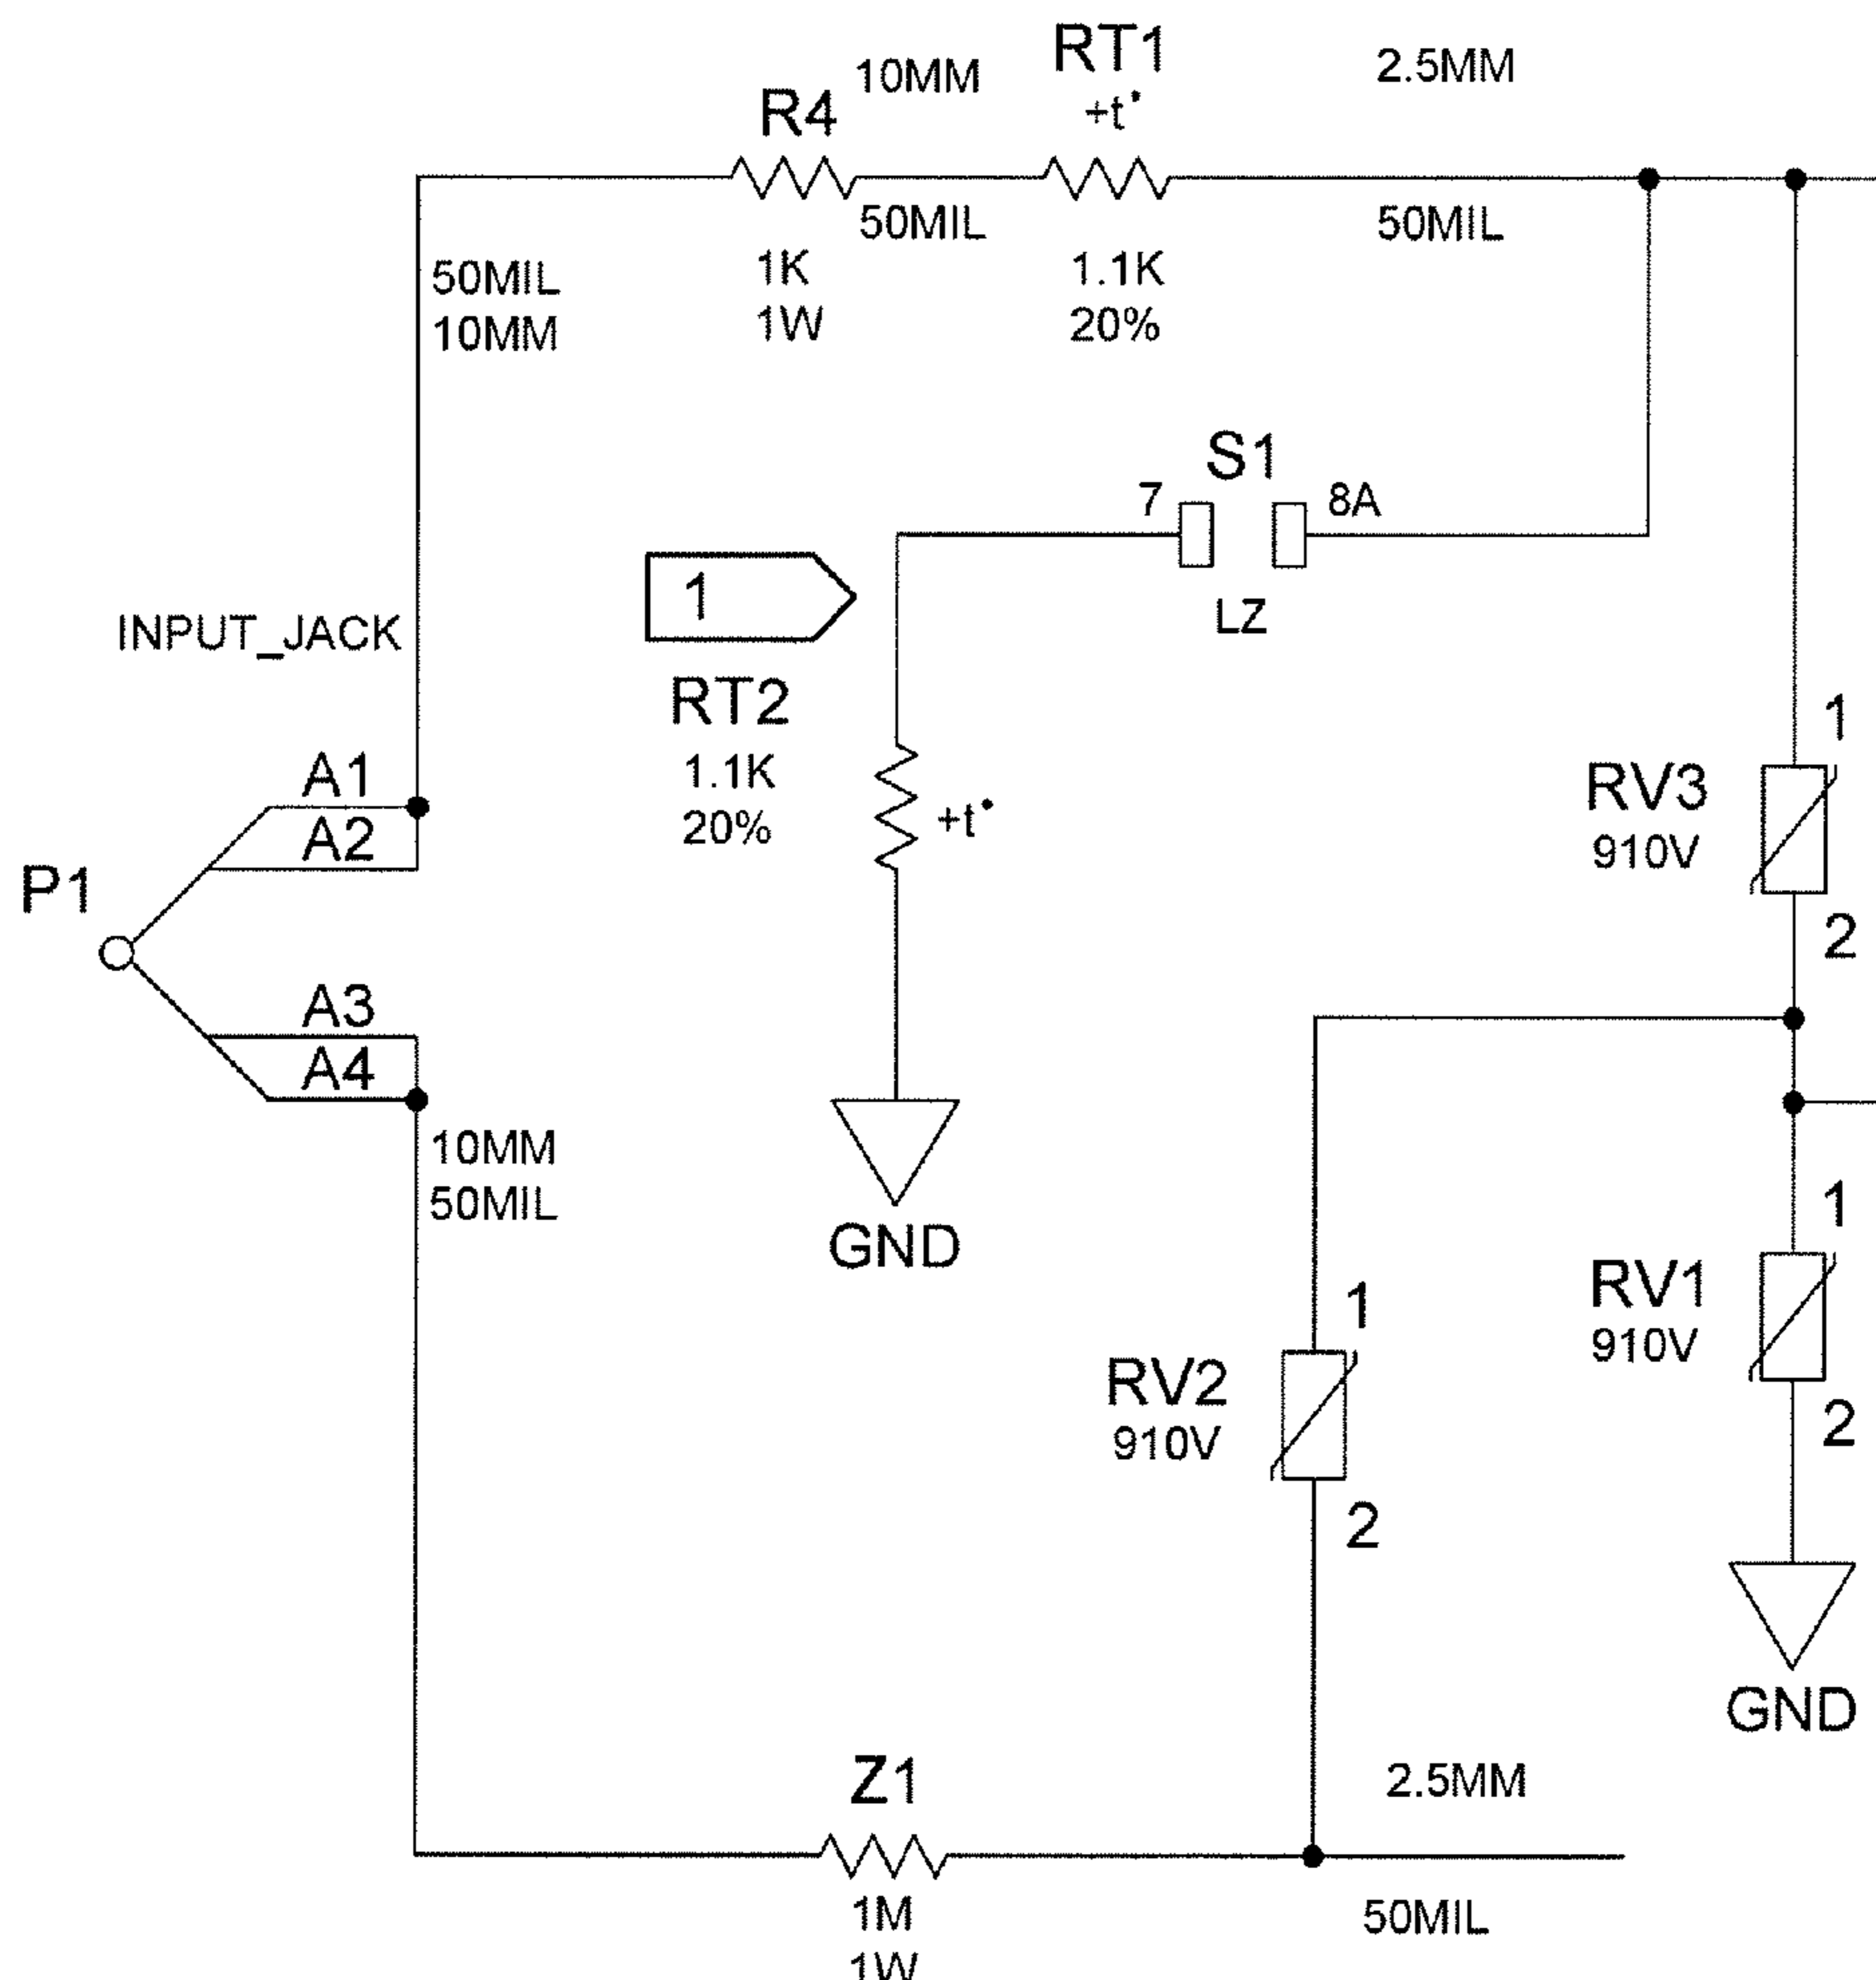 RT1
10MM
2.5MM
+t°
R4
50MIL
50MIL
50MIL
10MM
1K
1W
1.1K
20%
S1
7
8A
LZ
1
INPUT_JACK
RT2
1.1K
20%
+t°
A1
A2
P1
A3
A4
10MM
50MIL
GND
1
RV3
910V
2
1
RV1
910V
2
GND
1
RV2
910V
2
Z1
1M
1W
2.5MM
50MIL